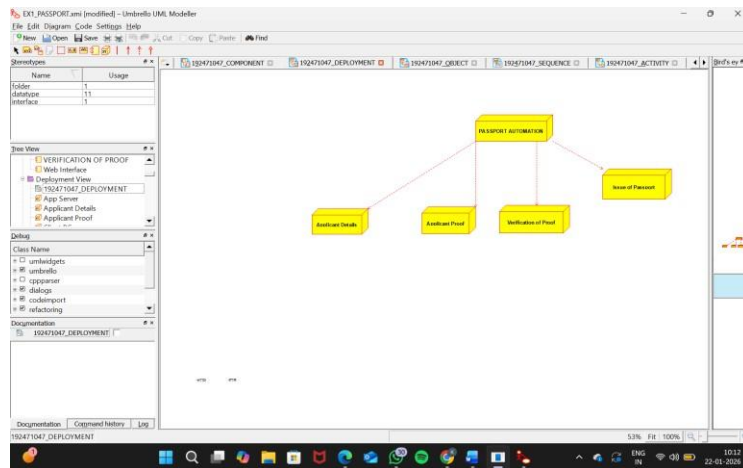 EX1_PASSPORT.xmi [modified] – Umbrello UML Modeller
File Edit Diagram Code Settings Help
New Open Save Cut Copy Paste Find
Stereotypes
Name Usage
folder 1
datatype 11
interface 1
192471047_COMPONENT 192471047_DEPLOYMENT 192471047_OBJECT 192471047_SEQUENCE 192471047_ACTIVITY Bird's ey
PASSPORT AUTOMATION
Issue of Passport
Applicant Details Applicant Proof Verification of Proof
Tree View
VERIFICATION OF PROOF
Web Interface
Deployment View
192471047_DEPLOYMENT
App Server
Applicant Details
Applicant Proof
Debug
Class Name
umlwidgets
umbrello
cppparser
dialogs
codeimport
refactoring
Documentation
192471047_DEPLOYMENT
Documentation Command history Log
192471047_DEPLOYMENT 53% Fit 100%
ENG
IN
10:12
22-01-2026